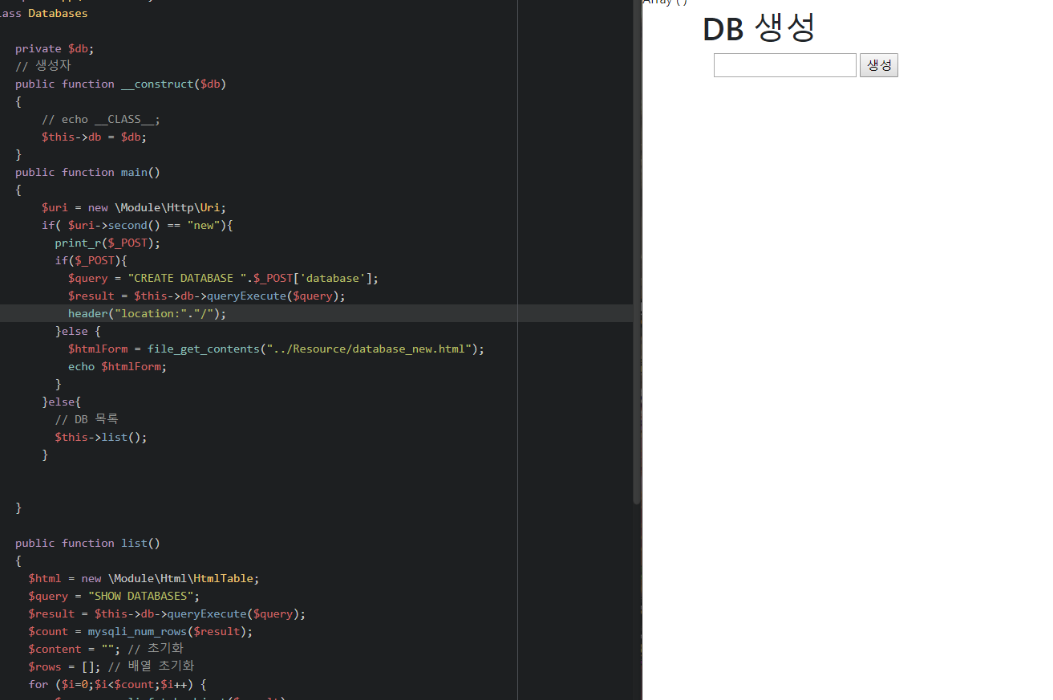 class Databases
private $db;
// 생성자
public function __construct($db)
{
// echo __CLASS__;
$this->db = $db;
}
public function main()
{
$uri = new \Module\Http\Uri;
if( $uri->second() == "new"){
print_r($_POST);
if($_POST){
$query = "CREATE DATABASE ".$_POST['database'];
$result = $this->db->queryExecute($query);
header("location:"."/");
}else {
$htmlForm = file_get_contents("../Resource/database_new.html");
echo $htmlForm;
}
}else{
// DB 목록
$this->list();
}
}
public function list()
{
$html = new \Module\Html\HtmlTable;
$query = "SHOW DATABASES";
$result = $this->db->queryExecute($query);
$count = mysqli_num_rows($result);
$content = ""; // 초기화
$rows = []; // 배열 초기화
for ($i=0;$i<$count;$i++) {
Array ( )
DB 생성
생성